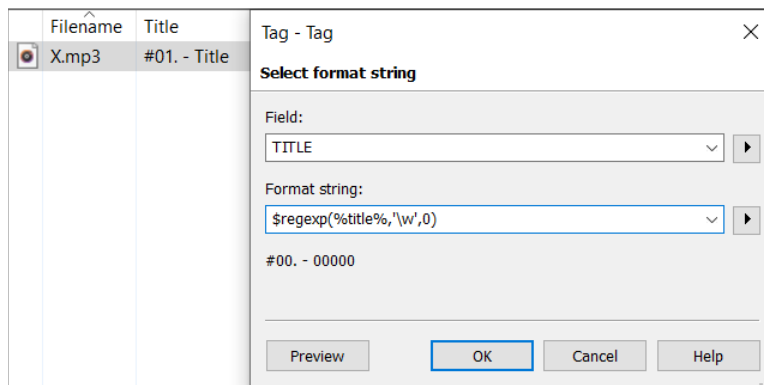 Filename Title
X.mp3 #01. - Title
Tag - Tag
Select format string
Field:
TITLE
Format string:
$regexp(%title%,'\w',0)
#00. - 00000
Preview OK Cancel Help